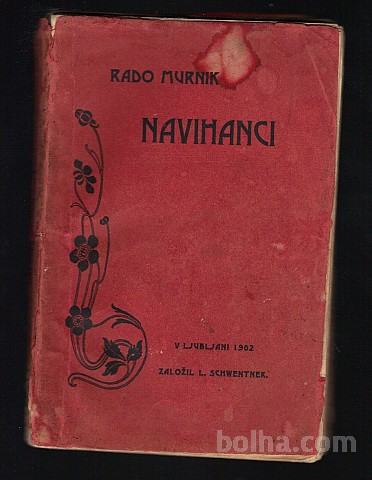 RADO MURNIK
NAVIHANCI
V LJUBLJANI 1902
ZALOŽIL L. SCHWENTNER.
bolha.com